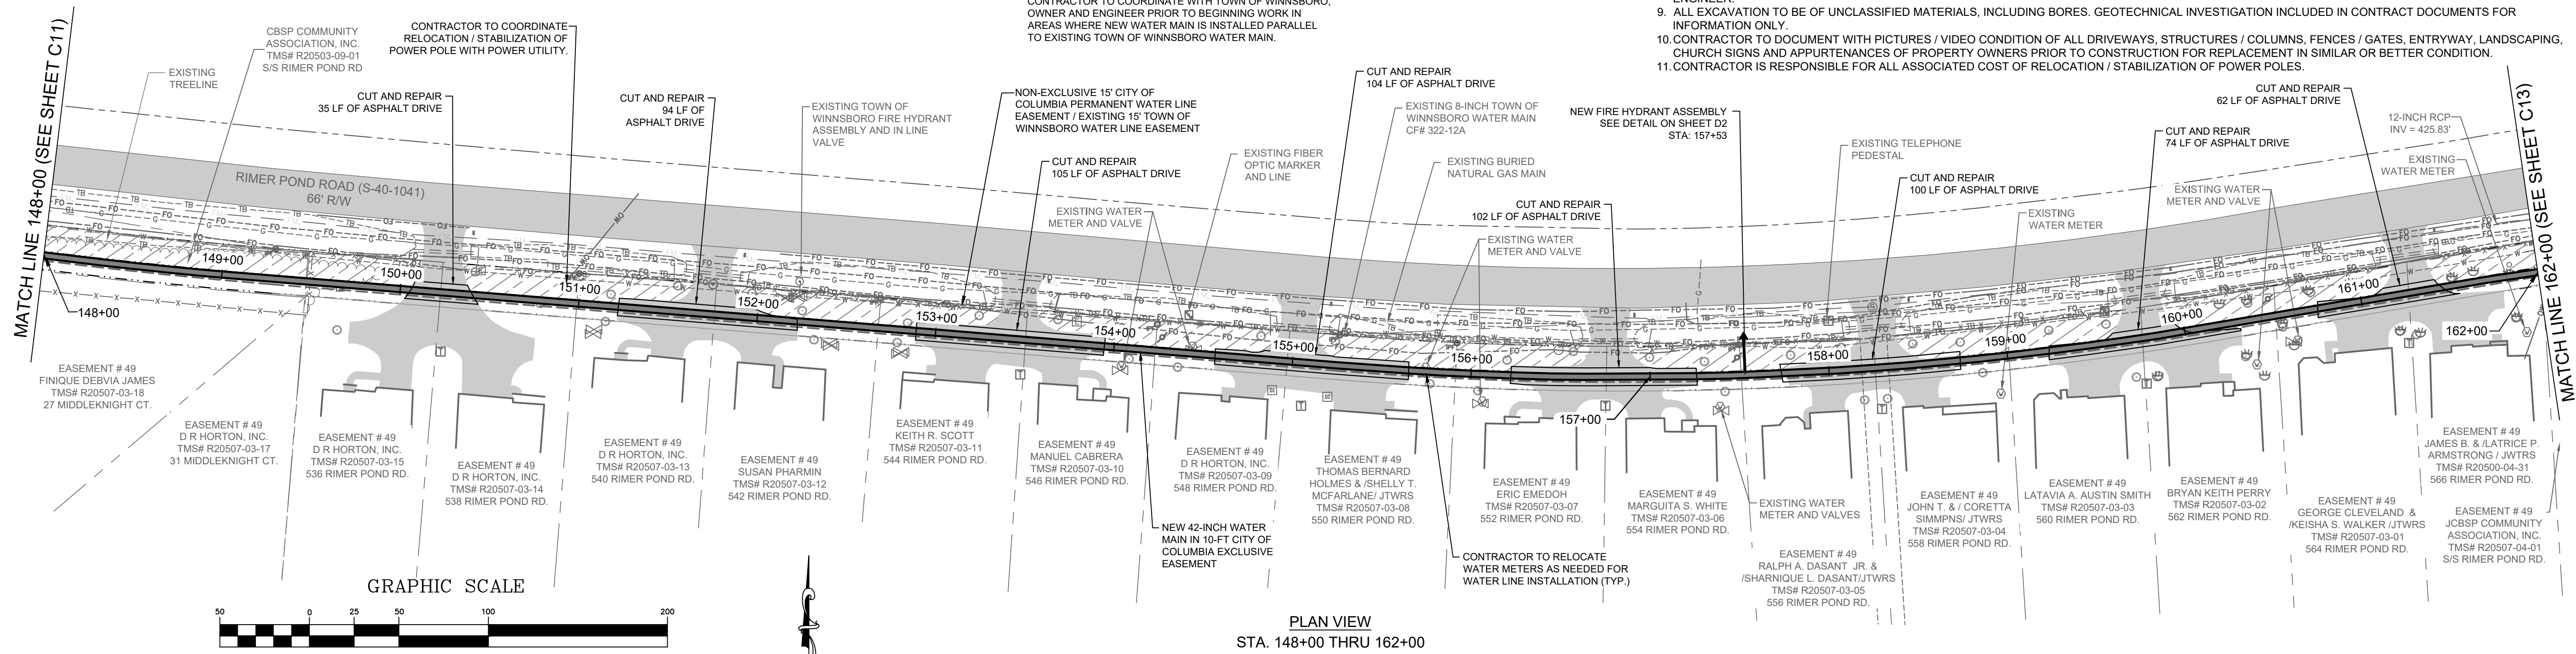 CONTRACTOR TO COORDINATE WITH TOWN OF WINNSBORO,
OWNER AND ENGINEER PRIOR TO BEGINNING WORK IN
AREAS WHERE NEW WATER MAIN IS INSTALLED PARALLEL
TO EXISTING TOWN OF WINNSBORO WATER MAIN.
ENGINEER.
9. ALL EXCAVATION TO BE OF UNCLASSIFIED MATERIALS, INCLUDING BORES. GEOTECHNICAL INVESTIGATION INCLUDED IN CONTRACT DOCUMENTS FOR
INFORMATION ONLY.
10. CONTRACTOR TO DOCUMENT WITH PICTURES / VIDEO CONDITION OF ALL DRIVEWAYS, STRUCTURES / COLUMNS, FENCES / GATES, ENTRYWAY, LANDSCAPING,
CHURCH SIGNS AND APPURTENANCES OF PROPERTY OWNERS PRIOR TO CONSTRUCTION FOR REPLACEMENT IN SIMILAR OR BETTER CONDITION.
11. CONTRACTOR IS RESPONSIBLE FOR ALL ASSOCIATED COST OF RELOCATION / STABILIZATION OF POWER POLES.
MATCH LINE 148+00 (SEE SHEET C11)
EXISTING
TREELINE
CBSP COMMUNITY
ASSOCIATION, INC.
TMS# R20503-09-01
S/S RIMER POND RD
CONTRACTOR TO COORDINATE
RELOCATION / STABILIZATION OF
POWER POLE WITH POWER UTILITY.
CUT AND REPAIR
35 LF OF ASPHALT DRIVE
CUT AND REPAIR
94 LF OF
ASPHALT DRIVE
EXISTING TOWN OF
WINNSBORO FIRE HYDRANT
ASSEMBLY AND IN LINE
VALVE
NON-EXCLUSIVE 15' CITY OF
COLUMBIA PERMANENT WATER LINE
EASEMENT / EXISTING 15' TOWN OF
WINNSBORO WATER LINE EASEMENT
CUT AND REPAIR
105 LF OF ASPHALT DRIVE
EXISTING WATER
METER AND VALVE
EXISTING FIBER
OPTIC MARKER
AND LINE
CUT AND REPAIR
104 LF OF ASPHALT DRIVE
EXISTING 8-INCH TOWN OF
WINNSBORO WATER MAIN
CF# 322-12A
EXISTING BURIED
NATURAL GAS MAIN
CUT AND REPAIR
102 LF OF ASPHALT DRIVE
EXISTING WATER
METER AND VALVE
NEW FIRE HYDRANT ASSEMBLY
SEE DETAIL ON SHEET D2
STA: 157+53
EXISTING TELEPHONE
PEDESTAL
CUT AND REPAIR
100 LF OF ASPHALT DRIVE
EXISTING
WATER METER
CUT AND REPAIR
74 LF OF ASPHALT DRIVE
EXISTING WATER
METER AND VALVE
CUT AND REPAIR
62 LF OF ASPHALT DRIVE
12-INCH RCP
INV = 425.83'
EXISTING
WATER METER
MATCH LINE 162+00 (SEE SHEET C13)
RIMER POND ROAD (S-40-1041)
66' R/W
148+00
149+00
150+00
151+00
152+00
153+00
154+00
155+00
156+00
157+00
158+00
159+00
160+00
161+00
162+00
EASEMENT # 49
FINIQUE DEBVIA JAMES
TMS# R20507-03-18
27 MIDDLEKNIGHT CT.
EASEMENT # 49
D R HORTON, INC.
TMS# R20507-03-17
31 MIDDLEKNIGHT CT.
EASEMENT # 49
D R HORTON, INC.
TMS# R20507-03-15
536 RIMER POND RD.
EASEMENT # 49
D R HORTON, INC.
TMS# R20507-03-14
538 RIMER POND RD.
EASEMENT # 49
D R HORTON, INC.
TMS# R20507-03-13
540 RIMER POND RD.
EASEMENT # 49
SUSAN PHARMIN
TMS# R20507-03-12
542 RIMER POND RD.
EASEMENT # 49
KEITH R. SCOTT
TMS# R20507-03-11
544 RIMER POND RD.
EASEMENT # 49
MANUEL CABRERA
TMS# R20507-03-10
546 RIMER POND RD.
NEW 42-INCH WATER
MAIN IN 10-FT CITY OF
COLUMBIA EXCLUSIVE
EASEMENT
EASEMENT # 49
D R HORTON, INC.
TMS# R20507-03-09
548 RIMER POND RD.
EASEMENT # 49
THOMAS BERNARD
HOLMES & /SHELLY T.
MCFARLANE/ JTWRS
TMS# R20507-03-08
550 RIMER POND RD.
CONTRACTOR TO RELOCATE
WATER METERS AS NEEDED FOR
WATER LINE INSTALLATION (TYP.)
EASEMENT # 49
ERIC EMEDOH
TMS# R20507-03-07
552 RIMER POND RD.
EASEMENT # 49
MARGUITA S. WHITE
TMS# R20507-03-06
554 RIMER POND RD.
EXISTING WATER
METER AND VALVES
EASEMENT # 49
RALPH A. DASANT JR. &
/SHARNIQUE L. DASANT/JTWRS
TMS# R20507-03-05
556 RIMER POND RD.
EASEMENT # 49
JOHN T. & / CORETTA
SIMMPNS/ JTWRS
TMS# R20507-03-04
558 RIMER POND RD.
EASEMENT # 49
LATAVIA A. AUSTIN SMITH
TMS# R20507-03-03
560 RIMER POND RD.
EASEMENT # 49
BRYAN KEITH PERRY
TMS# R20507-03-02
562 RIMER POND RD.
EASEMENT # 49
GEORGE CLEVELAND &
/KEISHA S. WALKER /JTWRS
TMS# R20507-03-01
564 RIMER POND RD.
EASEMENT # 49
JAMES B. & /LATRICE P.
ARMSTRONG / JWTRS
TMS# R20500-04-31
566 RIMER POND RD.
EASEMENT # 49
JCBSP COMMUNITY
ASSOCIATION, INC.
TMS# R20507-04-01
S/S RIMER POND RD.
GRAPHIC SCALE
50 0 25 50 100 200
PLAN VIEW
STA. 148+00 THRU 162+00